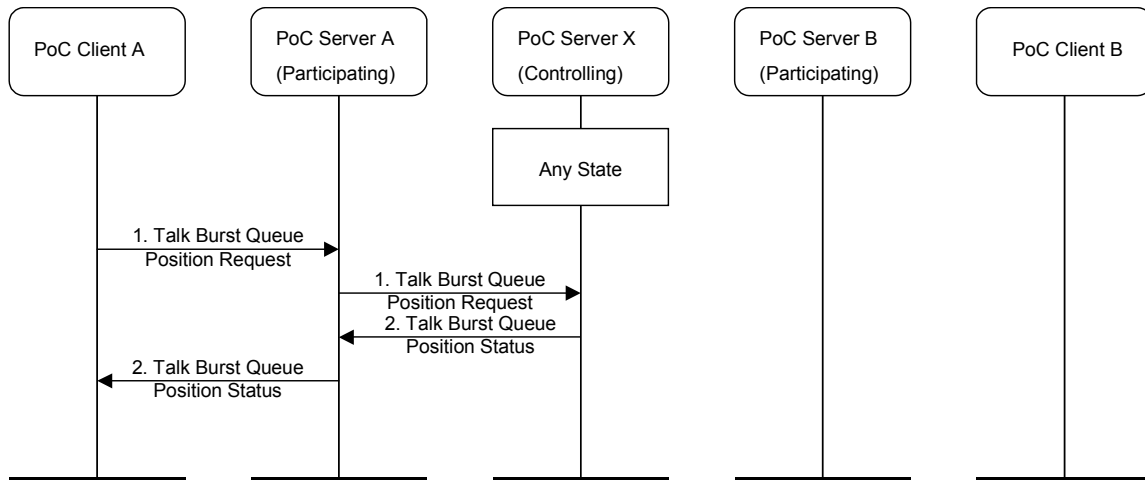 PoC Client A
PoC Server A
(Participating)
PoC Server X
(Controlling)
PoC Server B
(Participating)
PoC Client B
Any State
1. Talk Burst Queue
Position Request
1. Talk Burst Queue
Position Request
2. Talk Burst Queue
Position Status
2. Talk Burst Queue
Position Status